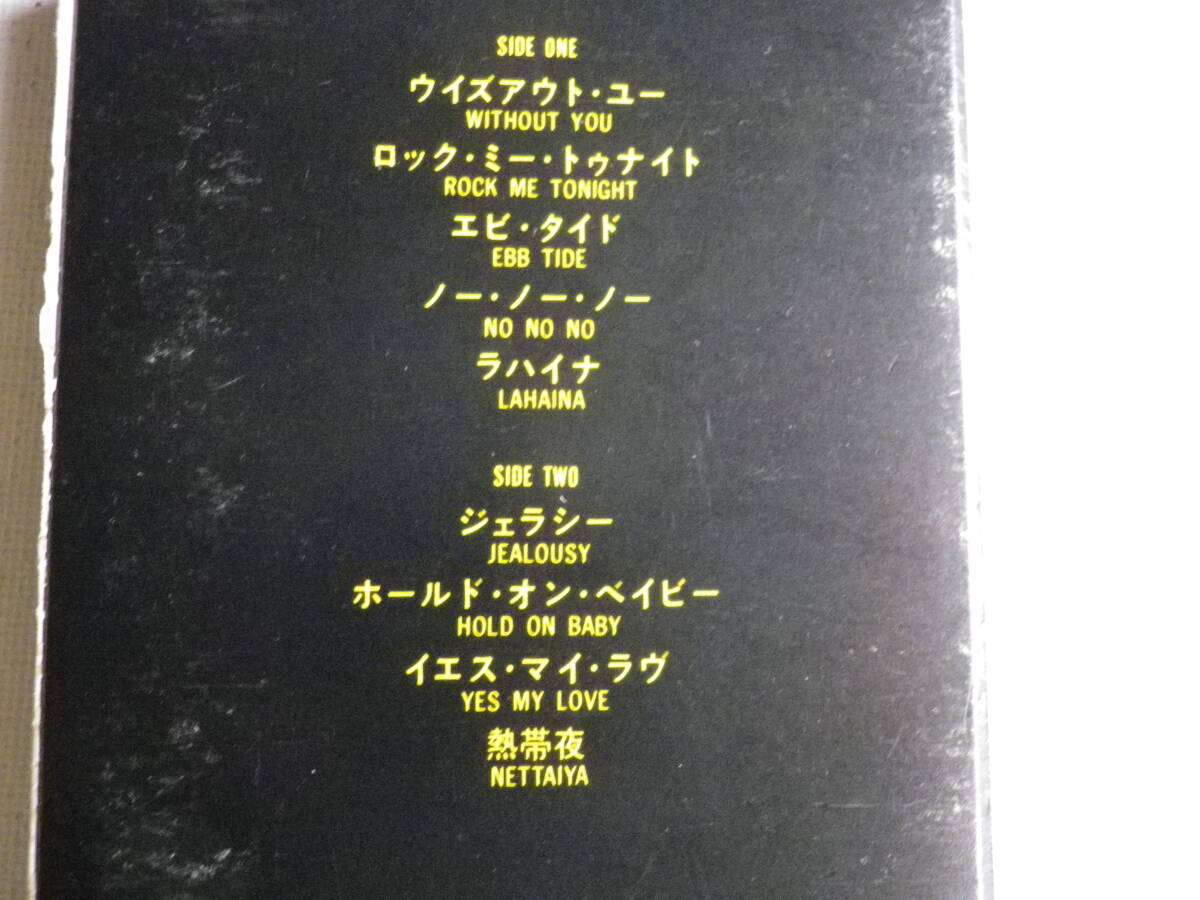 SIDE ONE
ウイズアウト・ユー
WITHOUT YOU
ロック・ミー・トゥナイト
ROCK ME TONIGHT
エビ・タイド
EBB TIDE
ノー・ノー・ノー
NO NO NO
ラハイナ
LAHAINA
SIDE TWO
ジェラシー
JEALOUSY
ホールド・オン・ベイビー
HOLD ON BABY
イエス・マイ・ラヴ
YES MY LOVE
熱帯夜
NETTAIYA